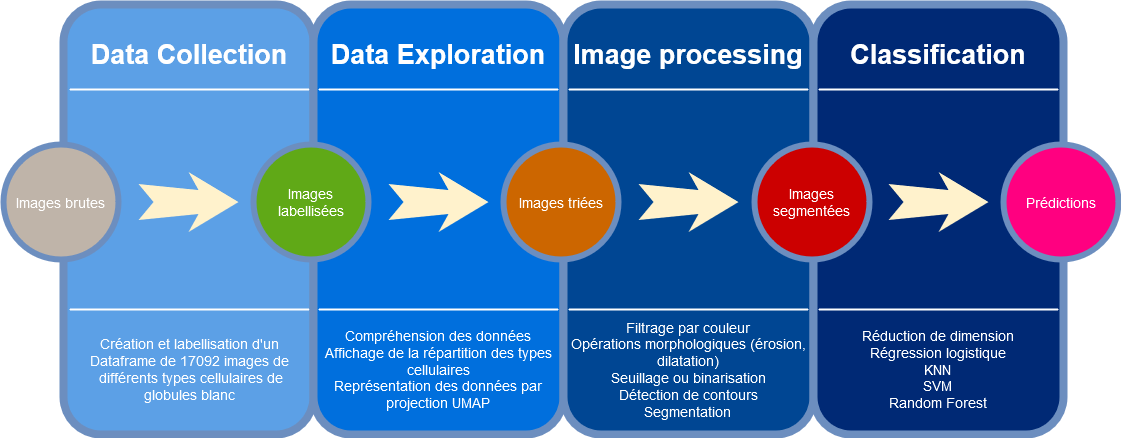 Data Collection
Data Exploration
Image processing
Classification
Images brutes
Images
labellisées
Images triées
Images
segmentées
Prédictions
Création et labellisation d'un
Dataframe de 17092 images de
différents types cellulaires de
globules blanc
Compréhension des données
Affichage de la répartition des types
cellulaires
Représentation des données par
projection UMAP
Filtrage par couleur
Opérations morphologiques (érosion,
dilatation)
Seuillage ou binarisation
Détection de contours
Segmentation
Réduction de dimension
Régression logistique
KNN
SVM
Random Forest